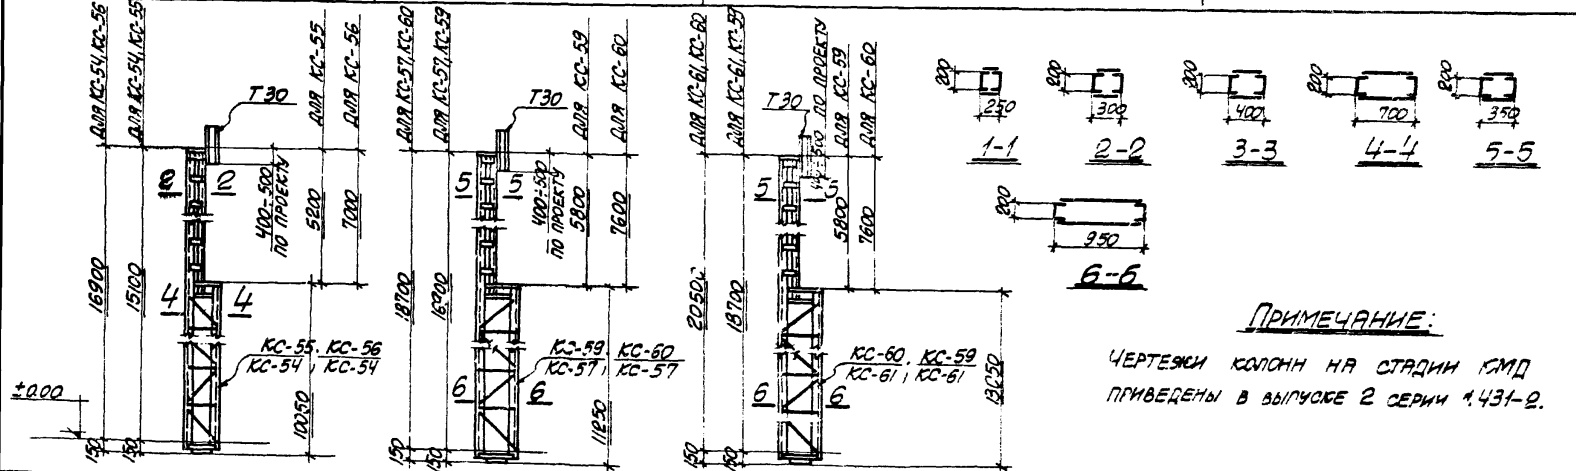 ДЛЯ КС-54, КС-56
ДЛЯ КС-54, КС-55
16900
15100
150
150
±0.00
Т30
2 2
4 4
400÷500
ПО ПРОЕКТУ
ДЛЯ КС-55
5200
ДЛЯ КС-56
7000
КС-55, КС-56
КС-54, КС-54
10050
ДЛЯ КС-57, КС-60
ДЛЯ КС-57, КС-59
18700
16900
150
150
Т30
5 5
6 6
400÷500
ПО ПРОЕКТУ
ДЛЯ КС-59
5800
ДЛЯ КС-60
7600
КС-59, КС-60
КС-57, КС-57
11250
ДЛЯ КС-61, КС-60
ДЛЯ КС-61, КС-59
20500
18700
150
150
Т30
5 5
6 6
400÷500 ПО ПРОЕКТУ
ДЛЯ КС-59
5800
ДЛЯ КС-60
7600
КС-60, КС-59
КС-61, КС-61
13050
200
250
1-1
200
300
2-2
200
400
3-3
200
700
4-4
200
350
5-5
200
950
6-6
ПРИМЕЧАНИЕ:
ЧЕРТЕЖИ КОЛОНН НА СТАДИИ КМД
ПРИВЕДЕНЫ В ВЫПУСКЕ 2 СЕРИИ 1.431-2.